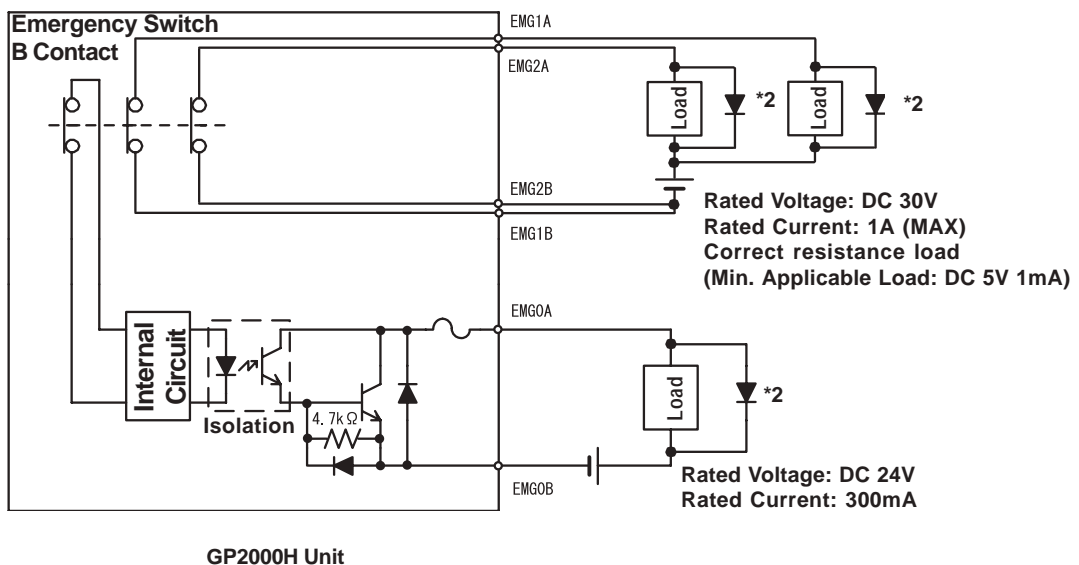 Emergency Switch
B Contact
EMG1A
EMG2A
Load
*2
Load
*2
EMG2B
EMG1B
Rated Voltage: DC 30V
Rated Current: 1A (MAX)
Correct resistance load
(Min. Applicable Load: DC 5V 1mA)
EMG0A
Internal
Circuit
Isolation
4.7kΩ
Load
*2
EMG0B
Rated Voltage: DC 24V
Rated Current: 300mA
GP2000H Unit